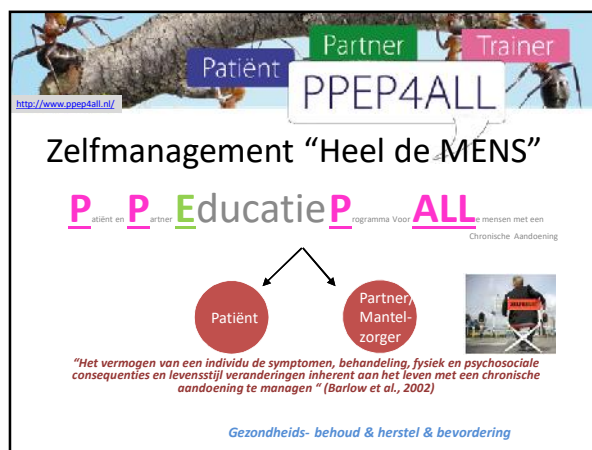 Patiënt
Partner
Trainer
PPEP4ALL
http://www.ppep4all.nl/
Zelfmanagement “Heel de MENS”
Patiënt en Partner EducatieProgramma Voor ALLe mensen met een
Chronische Aandoening
Patiënt
Partner/
Mantel-
zorger
“Het vermogen van een individu de symptomen, behandeling, fysiek en psychosociale
consequenties en levensstijl veranderingen inherent aan het leven met een chronische
aandoening te managen “ (Barlow et al., 2002)
Gezondheids- behoud & herstel & bevordering